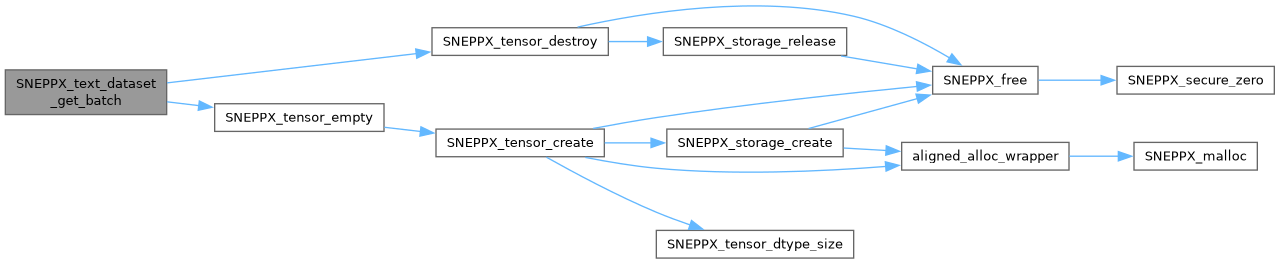 SNEPPX_text_dataset
_get_batch
SNEPPX_tensor_destroy
SNEPPX_tensor_empty
SNEPPX_storage_release
SNEPPX_tensor_create
SNEPPX_storage_create
SNEPPX_tensor_dtype_size
SNEPPX_free
aligned_alloc_wrapper
SNEPPX_secure_zero
SNEPPX_malloc